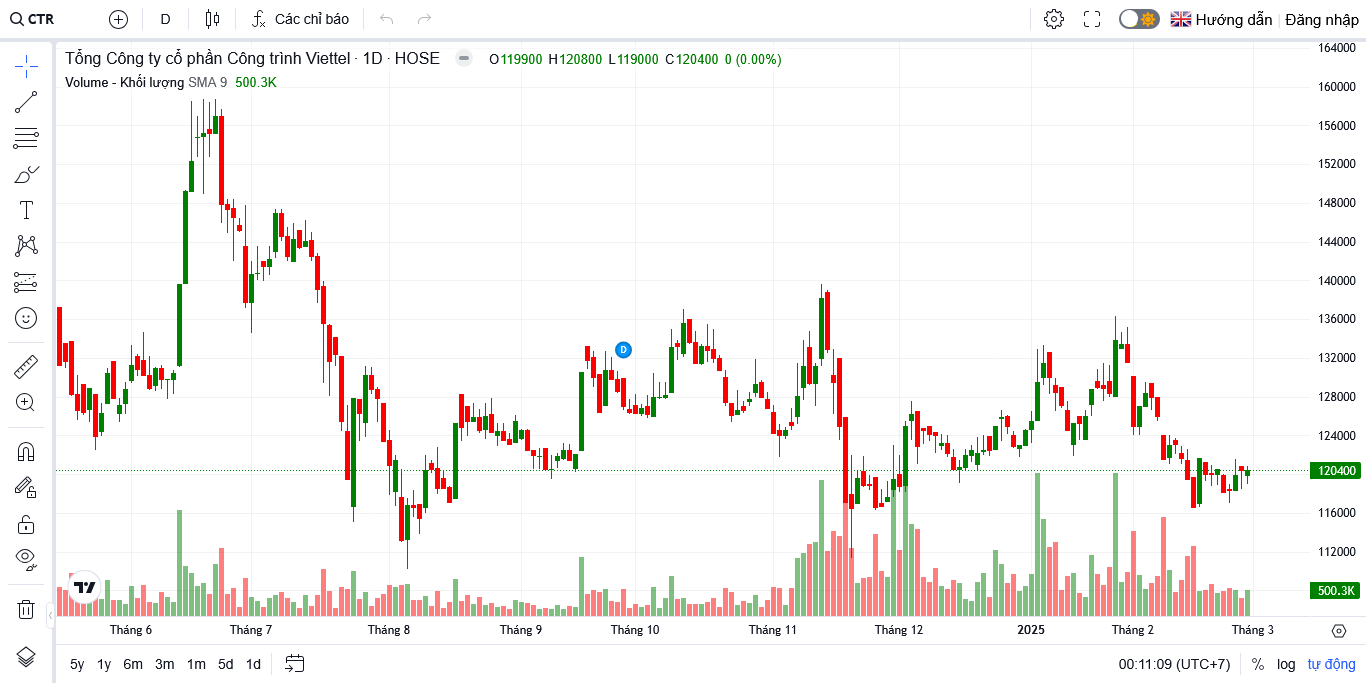 CTR D Các chỉ báo Hướng dẫn Đăng nhập
Tổng Công ty cổ phần Công trình Viettel · 1D · HOSE O119900 H120800 L119000 C120400 0 (0.00%)
Volume - Khối lượng SMA 9 500.3K
164000
160000
156000
152000
148000
144000
140000
136000
132000
128000
124000
120400
116000
112000
500.3K
D
Tháng 6 Tháng 7 Tháng 8 Tháng 9 Tháng 10 Tháng 11 Tháng 12 2025 Tháng 2 Tháng 3
5y 1y 6m 3m 1m 5d 1d 00:11:09 (UTC+7) % log tự động